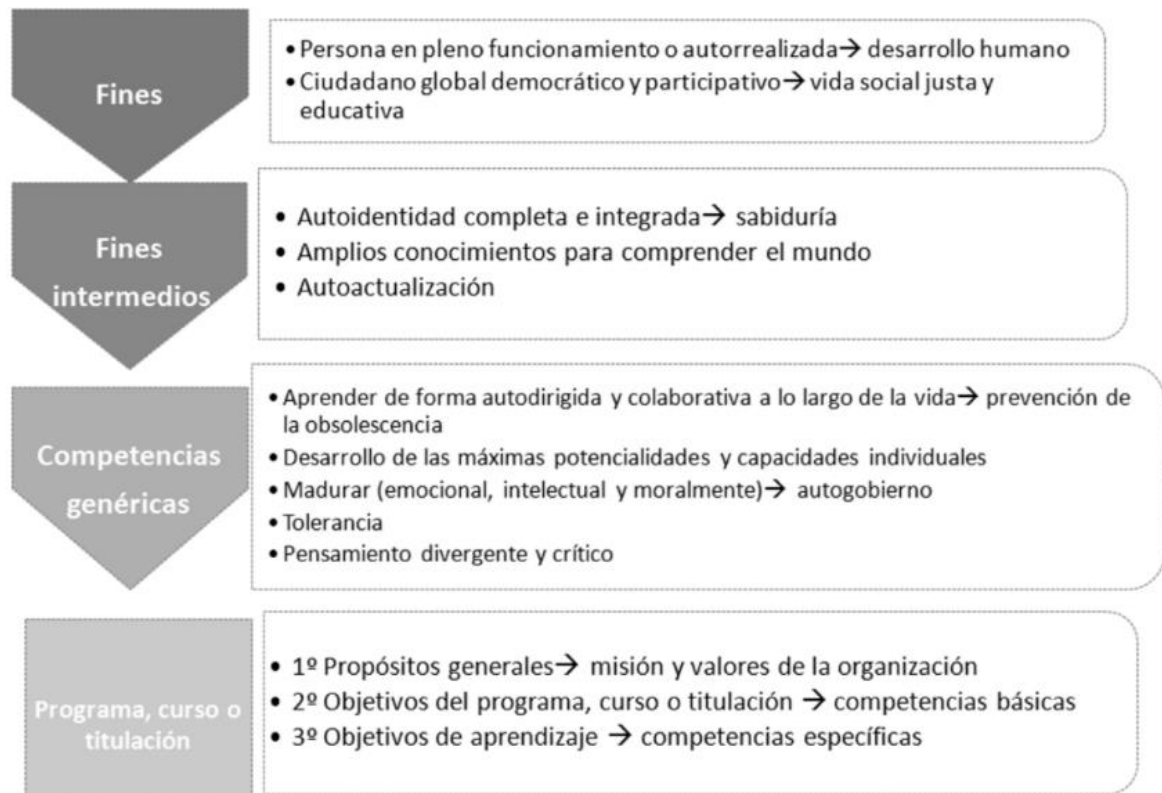 Fines
• Persona en pleno funcionamiento o autorrealizada→ desarrollo humano
• Ciudadano global democrático y participativo→ vida social justa y
educativa
Fines
intermedios
• Autoidentidad completa e integrada→ sabiduría
• Amplios conocimientos para comprender el mundo
• Autoactualización
Competencias
genéricas
• Aprender de forma autodirigida y colaborativa a lo largo de la vida→ prevención de
la obsolescencia
• Desarrollo de las máximas potencialidades y capacidades individuales
• Madurar (emocional, intelectual y moralmente)→ autogobierno
• Tolerancia
• Pensamiento divergente y crítico
Programa, curso o
titulación
• 1º Propósitos generales→ misión y valores de la organización
• 2º Objetivos del programa, curso o titulación → competencias básicas
• 3º Objetivos de aprendizaje → competencias específicas